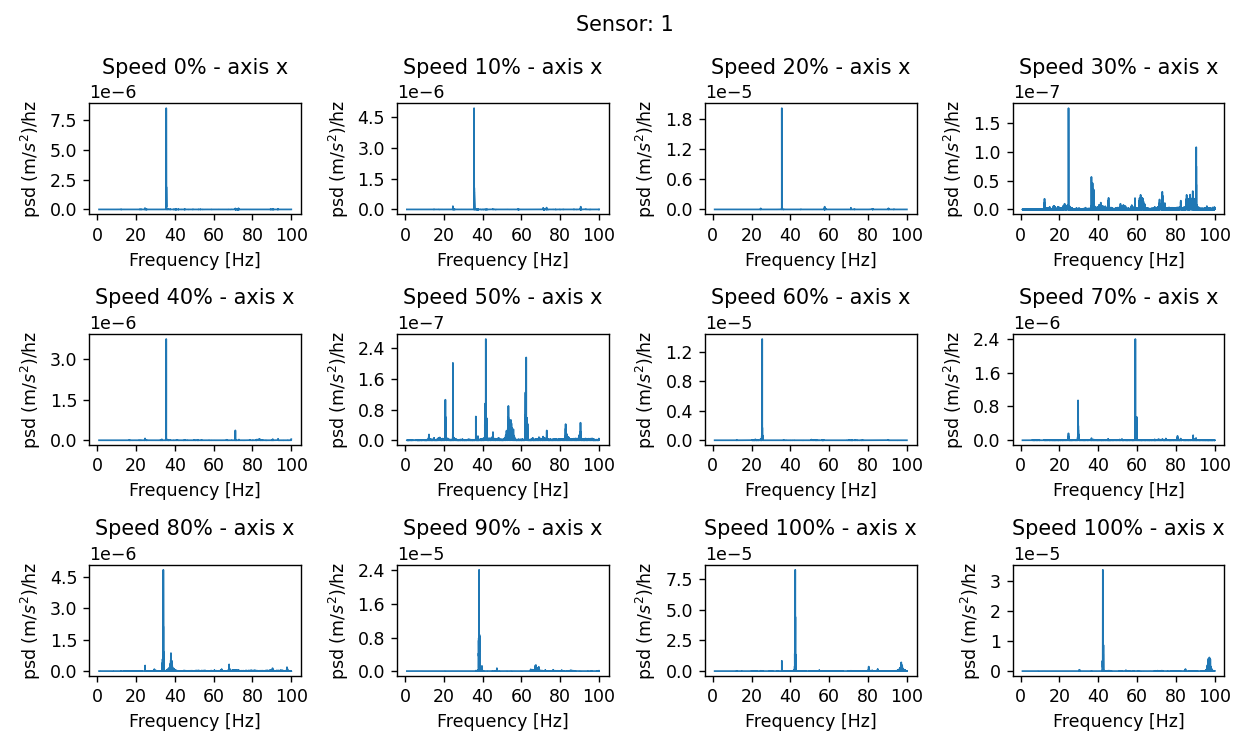 Sensor: 1
Speed 0% - axis x
1e−6
psd (m/s²)/hz
7.5
5.0
2.5
0.0
0 20 40 60 80 100
Frequency [Hz]
Speed 10% - axis x
1e−6
psd (m/s²)/hz
4.5
3.0
1.5
0.0
0 20 40 60 80 100
Frequency [Hz]
Speed 20% - axis x
1e−5
psd (m/s²)/hz
1.8
1.2
0.6
0.0
0 20 40 60 80 100
Frequency [Hz]
Speed 30% - axis x
1e−7
psd (m/s²)/hz
1.5
1.0
0.5
0.0
0 20 40 60 80 100
Frequency [Hz]
Speed 40% - axis x
1e−6
psd (m/s²)/hz
3.0
1.5
0.0
0 20 40 60 80 100
Frequency [Hz]
Speed 50% - axis x
1e−7
psd (m/s²)/hz
2.4
1.6
0.8
0.0
0 20 40 60 80 100
Frequency [Hz]
Speed 60% - axis x
1e−5
psd (m/s²)/hz
1.2
0.8
0.4
0.0
0 20 40 60 80 100
Frequency [Hz]
Speed 70% - axis x
1e−6
psd (m/s²)/hz
2.4
1.6
0.8
0.0
0 20 40 60 80 100
Frequency [Hz]
Speed 80% - axis x
1e−6
psd (m/s²)/hz
4.5
3.0
1.5
0.0
0 20 40 60 80 100
Frequency [Hz]
Speed 90% - axis x
1e−5
psd (m/s²)/hz
2.4
1.6
0.8
0.0
0 20 40 60 80 100
Frequency [Hz]
Speed 100% - axis x
1e−5
psd (m/s²)/hz
7.5
5.0
2.5
0.0
0 20 40 60 80 100
Frequency [Hz]
Speed 100% - axis x
1e−5
psd (m/s²)/hz
3
2
1
0
0 20 40 60 80 100
Frequency [Hz]